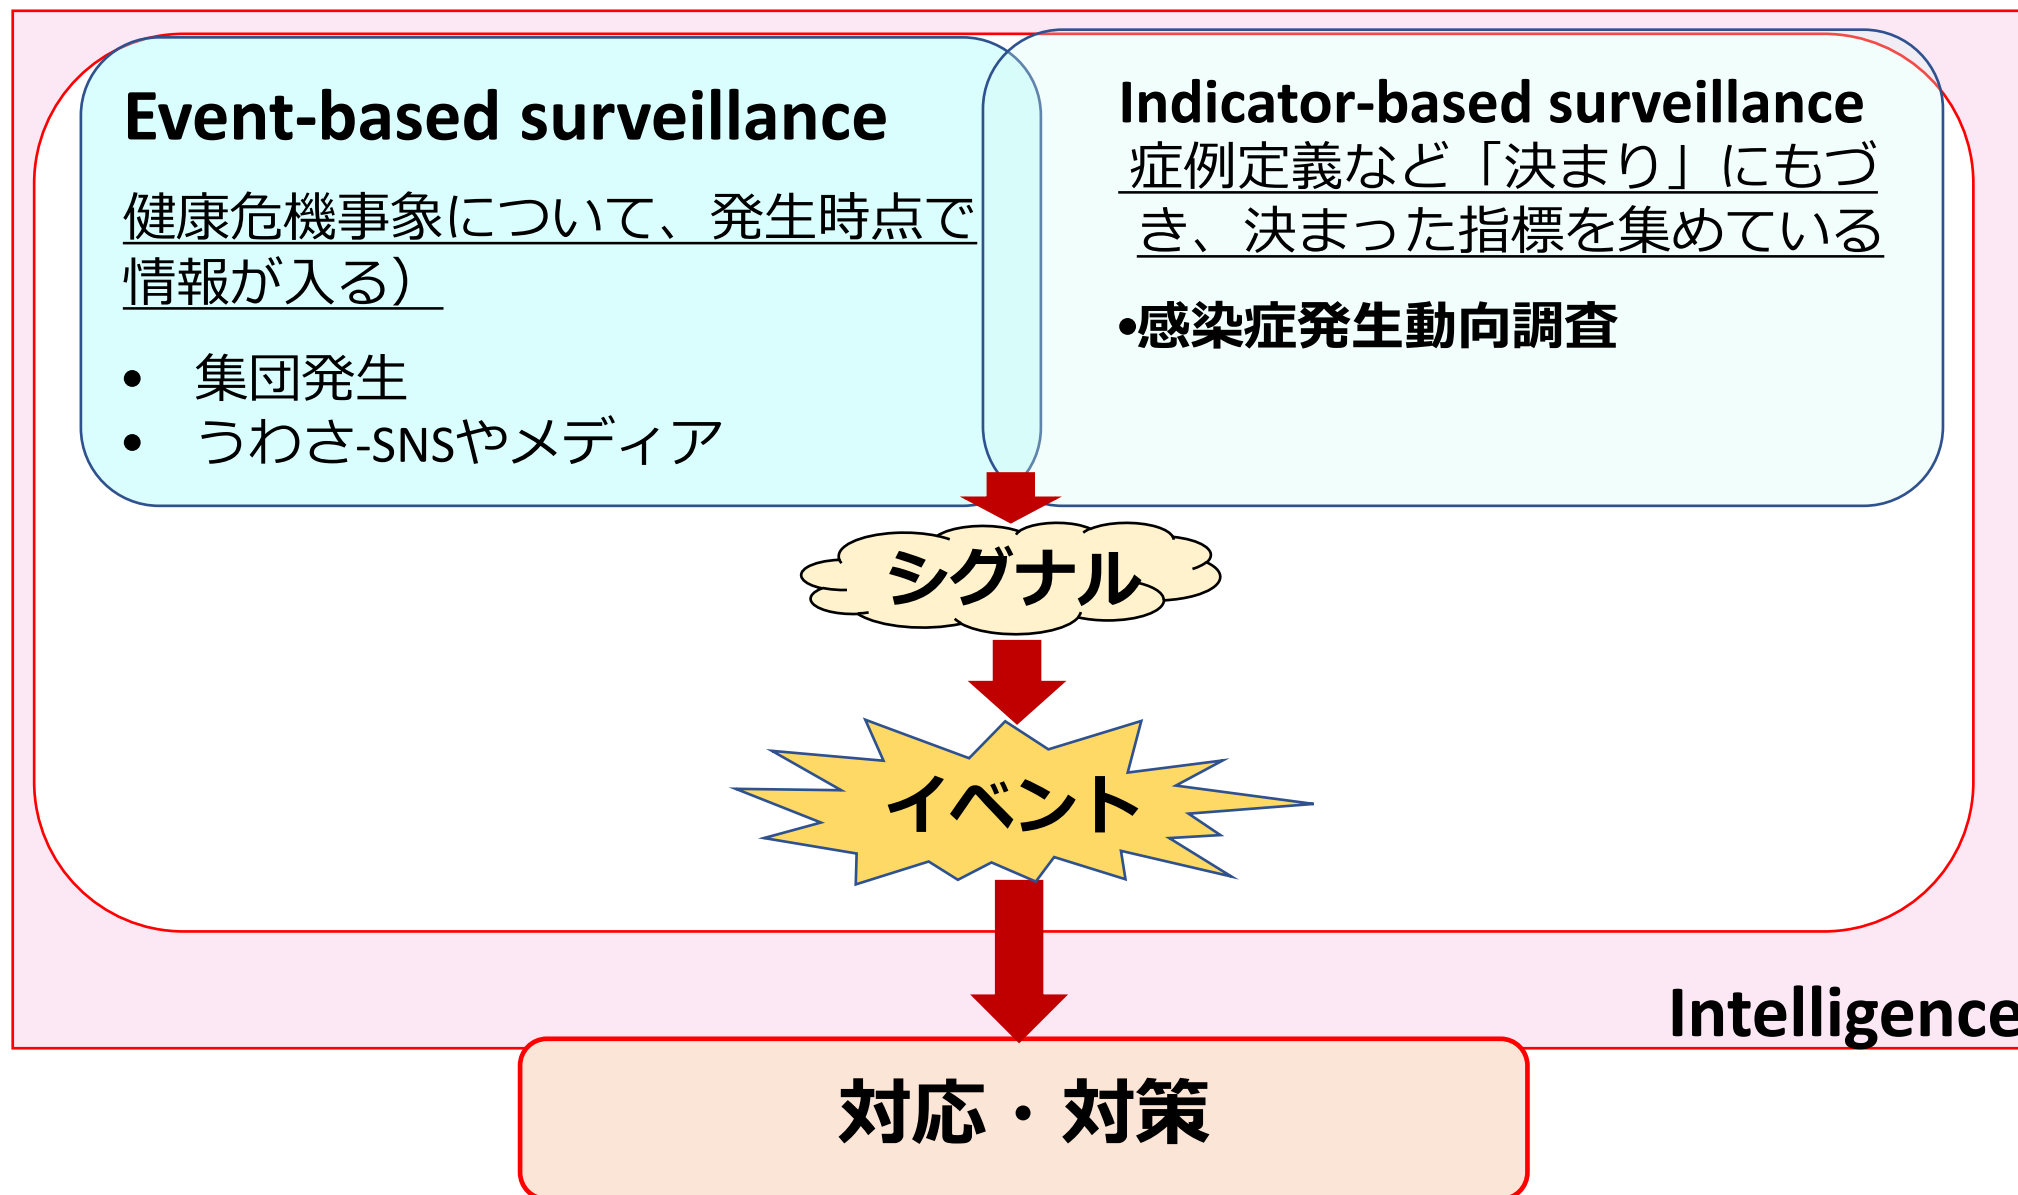 Event-based surveillance
健康危機事象について、発生時点で
情報が入る）
• 集団発生
• うわさ-SNSやメディア
Indicator-based surveillance
症例定義など「決まり」にもづ
き、決まった指標を集めている
•感染症発生動向調査
シグナル
イベント
Intelligence
対応・対策